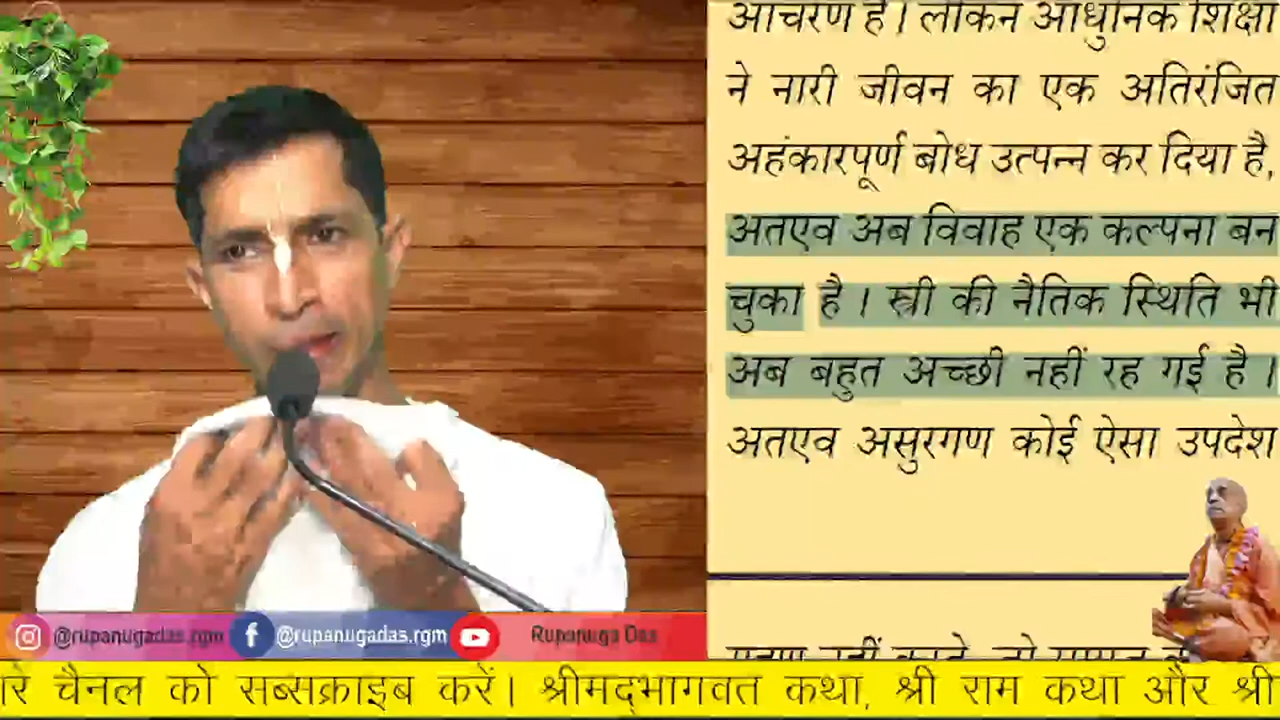 आचरण है। लेकिन आधुनिक शिक्षा
ने नारी जीवन का एक अतिरंजित
अहंकारपूर्ण बोध उत्पन्न कर दिया है,
अतएव अब विवाह एक कल्पना बन
चुका है। स्त्री की नैतिक स्थिति भी
अब बहुत अच्छी नहीं रह गई है।
अतएव असुरगण कोई ऐसा उपदेश
@rupanugadas.rgm @rupanugadas.rgm Rupanuga Das
रे चैनल को सब्सक्राइब करें। श्रीमद्भागवत कथा, श्री राम कथा और श्री